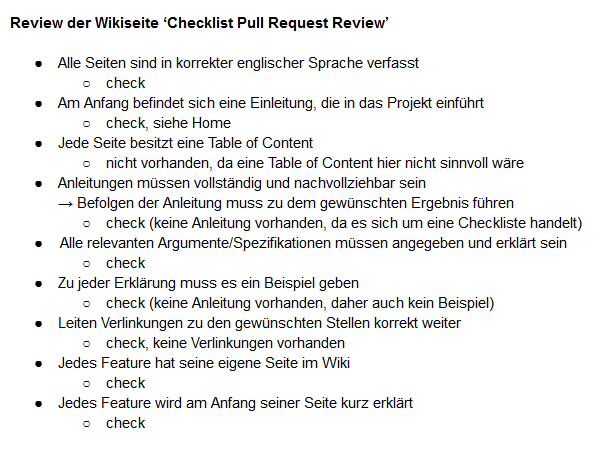 Review der Wikiseite ‘Checklist Pull Request Review’
● Alle Seiten sind in korrekter englischer Sprache verfasst
○ check
● Am Anfang befindet sich eine Einleitung, die in das Projekt einführt
○ check, siehe Home
● Jede Seite besitzt eine Table of Content
○ nicht vorhanden, da eine Table of Content hier nicht sinnvoll wäre
● Anleitungen müssen vollständig und nachvollziehbar sein
→ Befolgen der Anleitung muss zu dem gewünschten Ergebnis führen
○ check (keine Anleitung vorhanden, da es sich um eine Checkliste handelt)
● Alle relevanten Argumente/Spezifikationen müssen angegeben und erklärt sein
○ check
● Zu jeder Erklärung muss es ein Beispiel geben
○ check (keine Anleitung vorhanden, daher auch kein Beispiel)
● Leiten Verlinkungen zu den gewünschten Stellen korrekt weiter
○ check, keine Verlinkungen vorhanden
● Jedes Feature hat seine eigene Seite im Wiki
○ check
● Jedes Feature wird am Anfang seiner Seite kurz erklärt
○ check